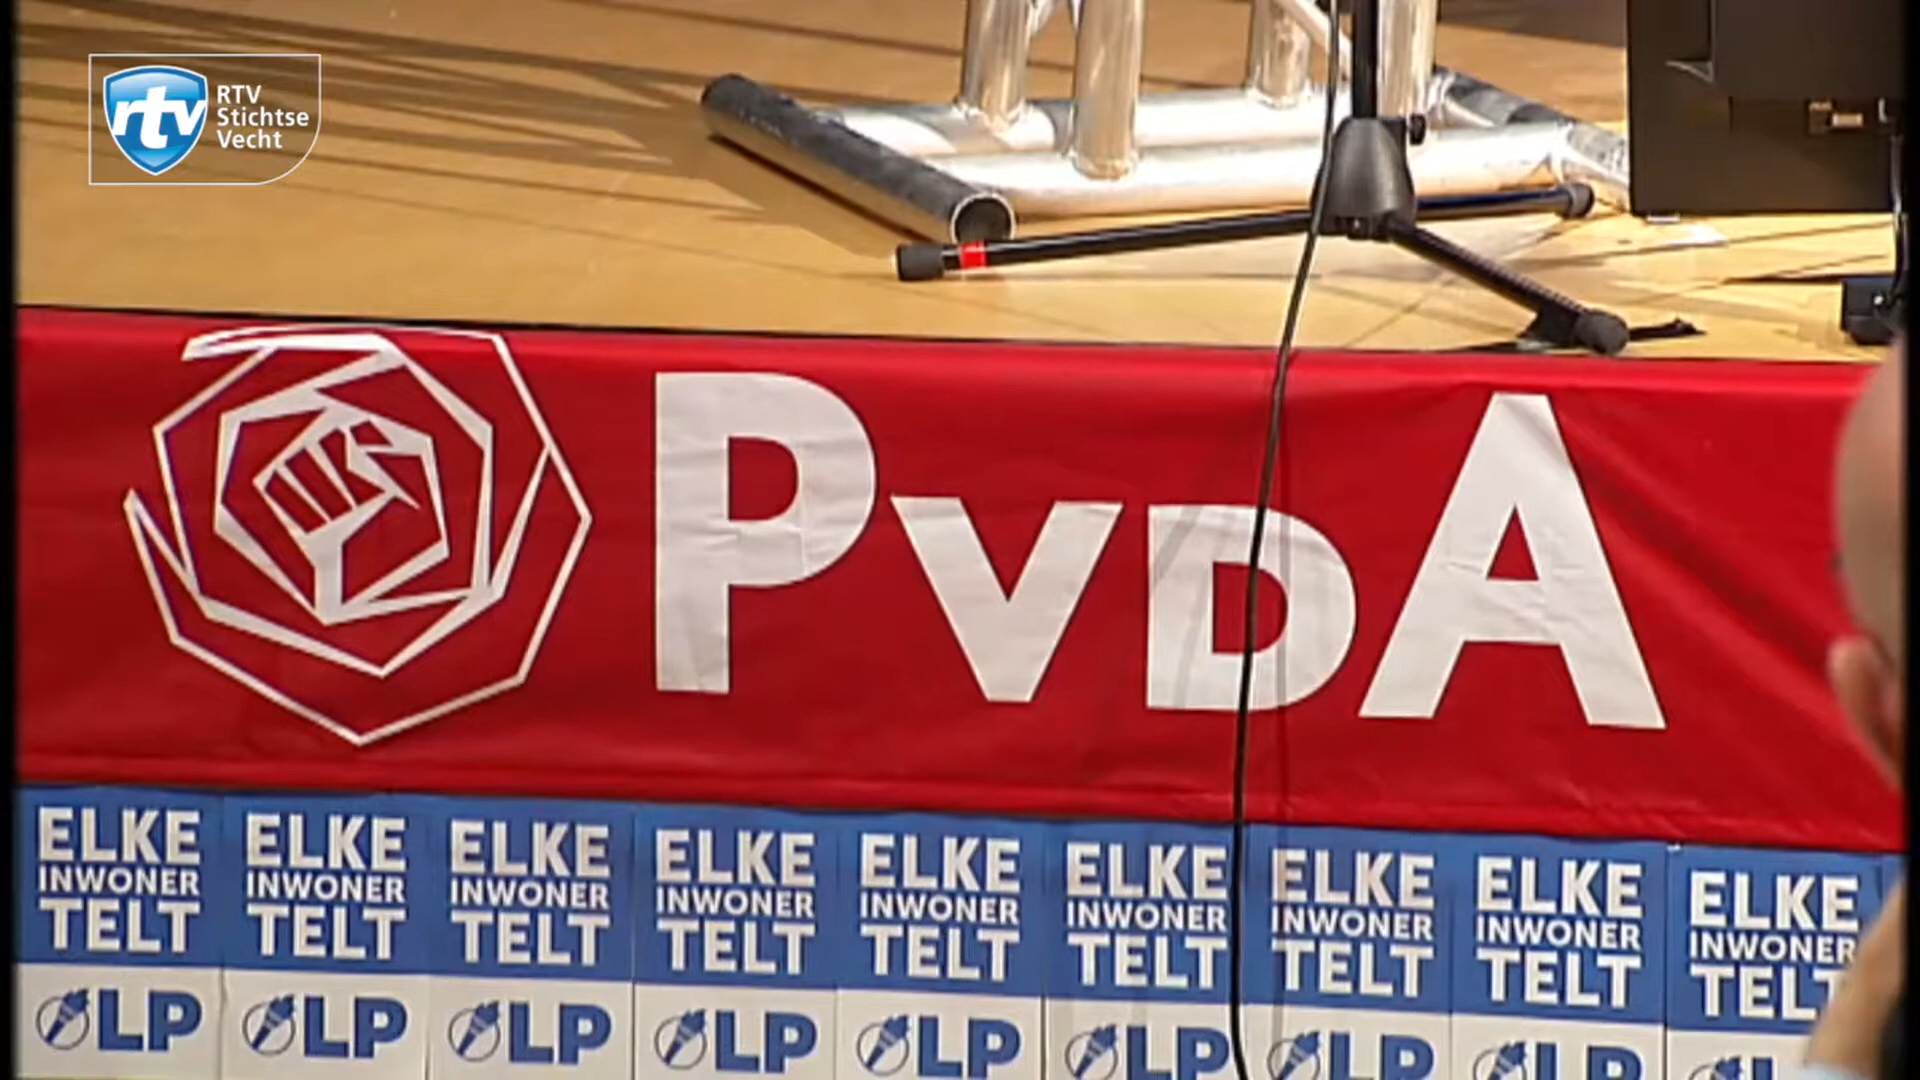 rtv
RTV
Stichtse
Vecht
PvdA
ELKE ELKE ELKE ELKE ELKE ELKE ELKE ELKE ELKE
INWONER INWONER INWONER INWONER INWONER INWONER INWONER INWONER INWONER
TELT TELT TELT TELT TELT TELT TELT TELT TELT
LP LP LP LP LP LP LP LP